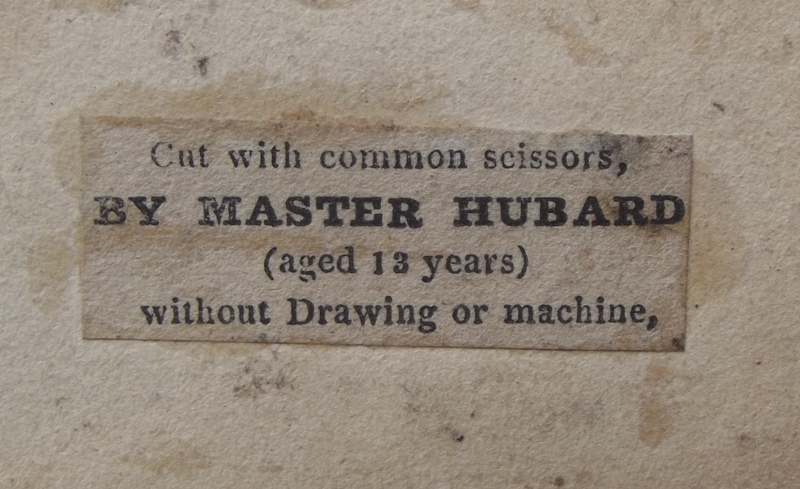 Cut with common scissors,
BY MASTER HUBARD
(aged 13 years)
without Drawing or machine,